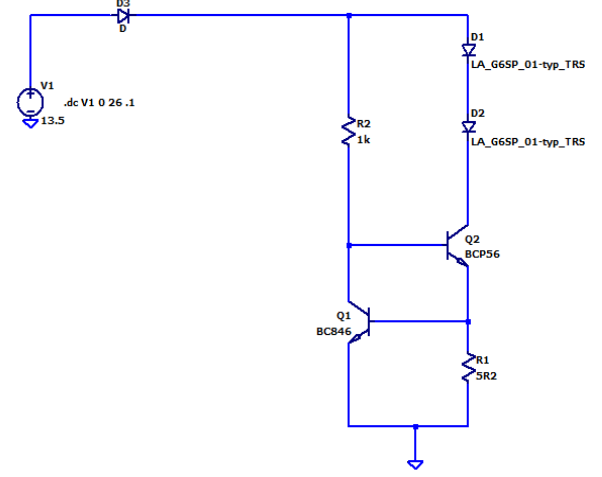 D3
D
V1
.dc V1 0 26 .1
13.5
D1
LA_G6SP_01-typ_TRS
R2
1k
D2
LA_G6SP_01-typ_TRS
Q2
BCP56
Q1
BC846
R1
5R2